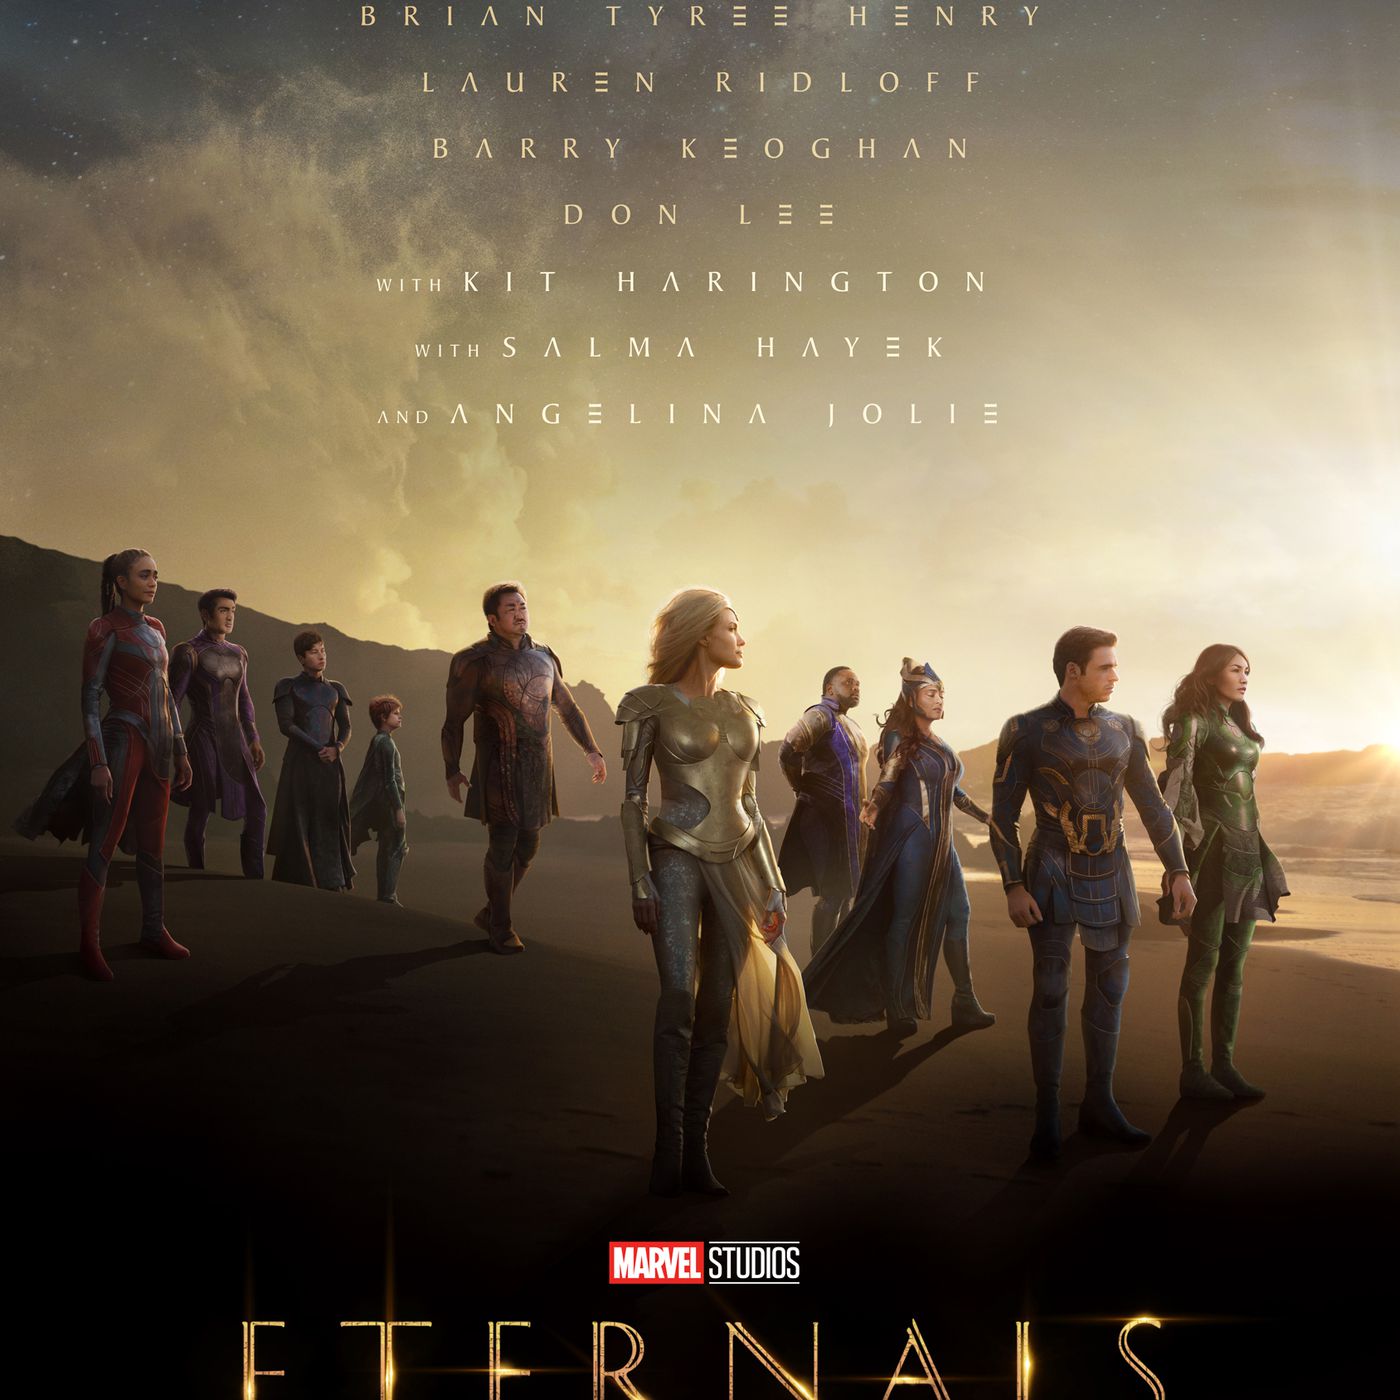 BRIAN TYREE HENRY
LAUREN RIDLOFF
BARRY KEOGHAN
DON LEE
WITH KIT HARINGTON
WITH SALMA HAYEK
AND ANGELINA JOLIE
MARVEL STUDIOS
ETERNALS